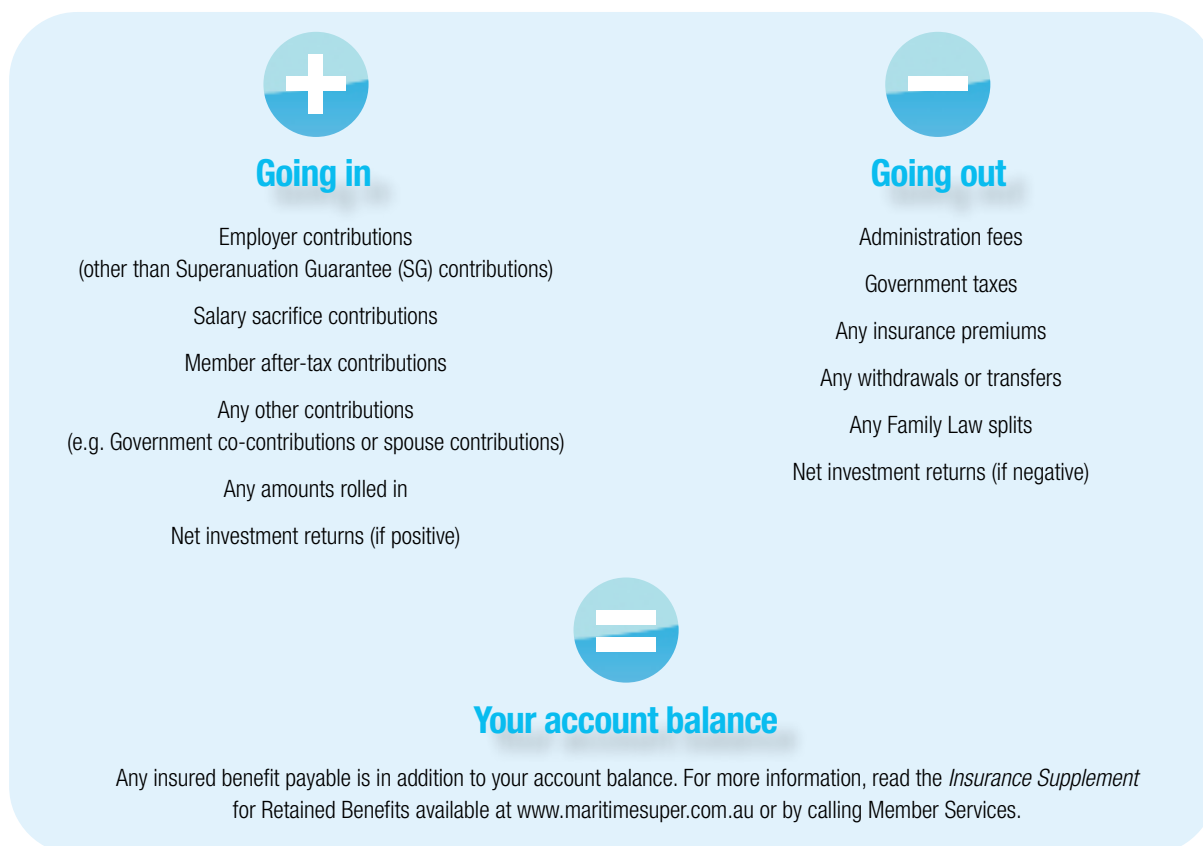 Going in
Employer contributions
(other than Superanuation Guarantee (SG) contributions)
Salary sacrifice contributions
Member after-tax contributions
Any other contributions
(e.g. Government co-contributions or spouse contributions)
Any amounts rolled in
Net investment returns (if positive)
Going out
Administration fees
Government taxes
Any insurance premiums
Any withdrawals or transfers
Any Family Law splits
Net investment returns (if negative)
Your account balance
Any insured benefit payable is in addition to your account balance. For more information, read the Insurance Supplement
for Retained Benefits available at www.maritimesuper.com.au or by calling Member Services.